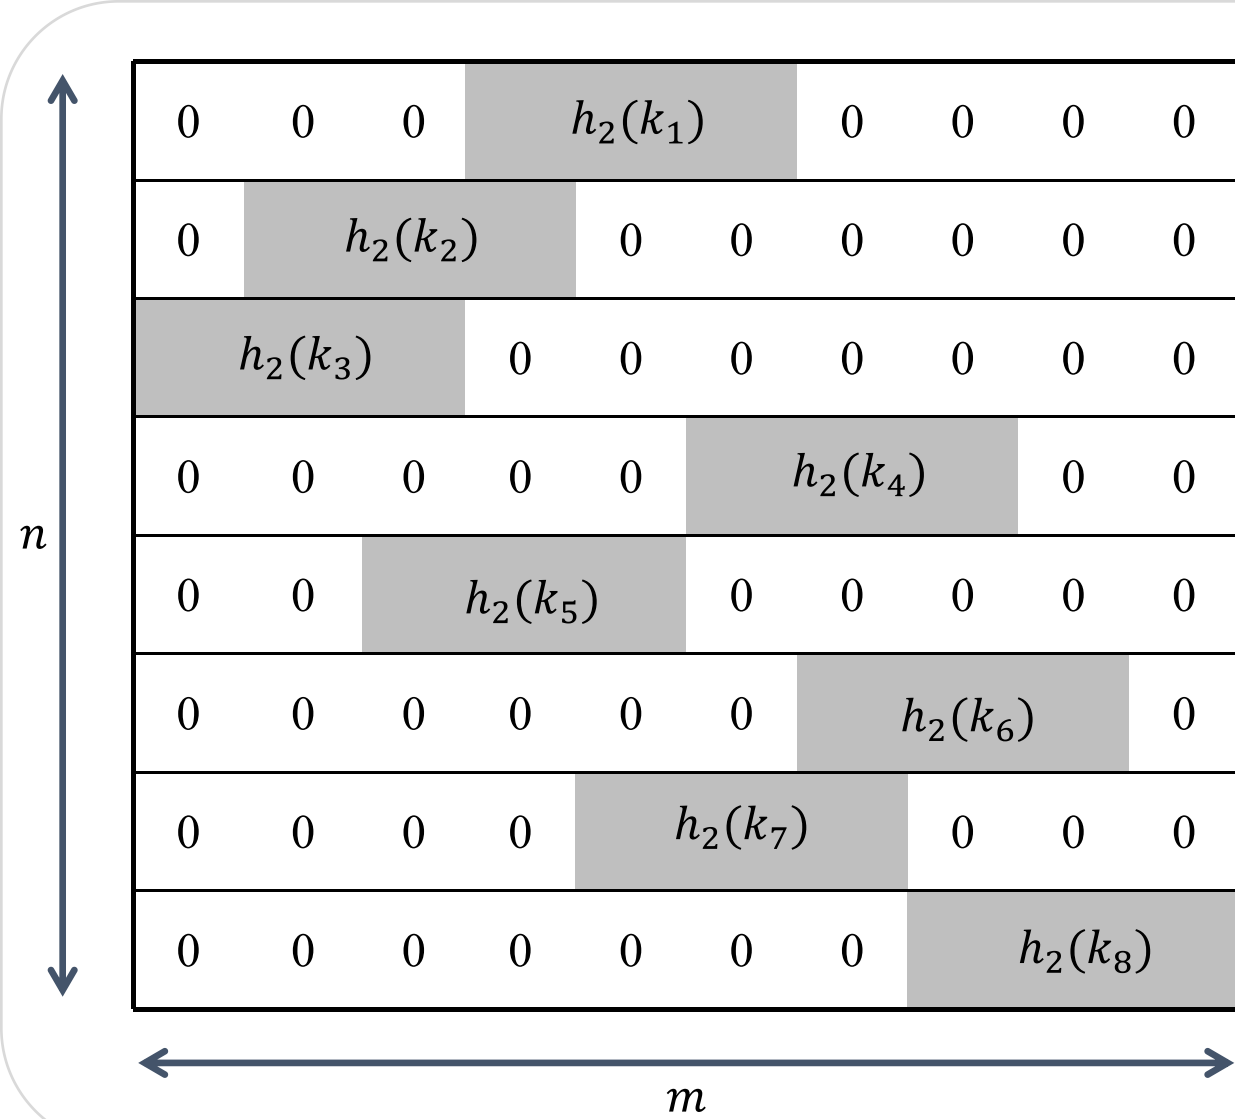 0 0 0 h₂(k₁) 0 0 0 0
0 h₂(k₂) 0 0 0 0 0 0
h₂(k₃) 0 0 0 0 0 0 0
0 0 0 0 0 h₂(k₄) 0 0
n
0 0 h₂(k₅) 0 0 0 0 0
0 0 0 0 0 0 h₂(k₆) 0
0 0 0 0 h₂(k₇) 0 0 0
0 0 0 0 0 0 0 h₂(k₈)
m